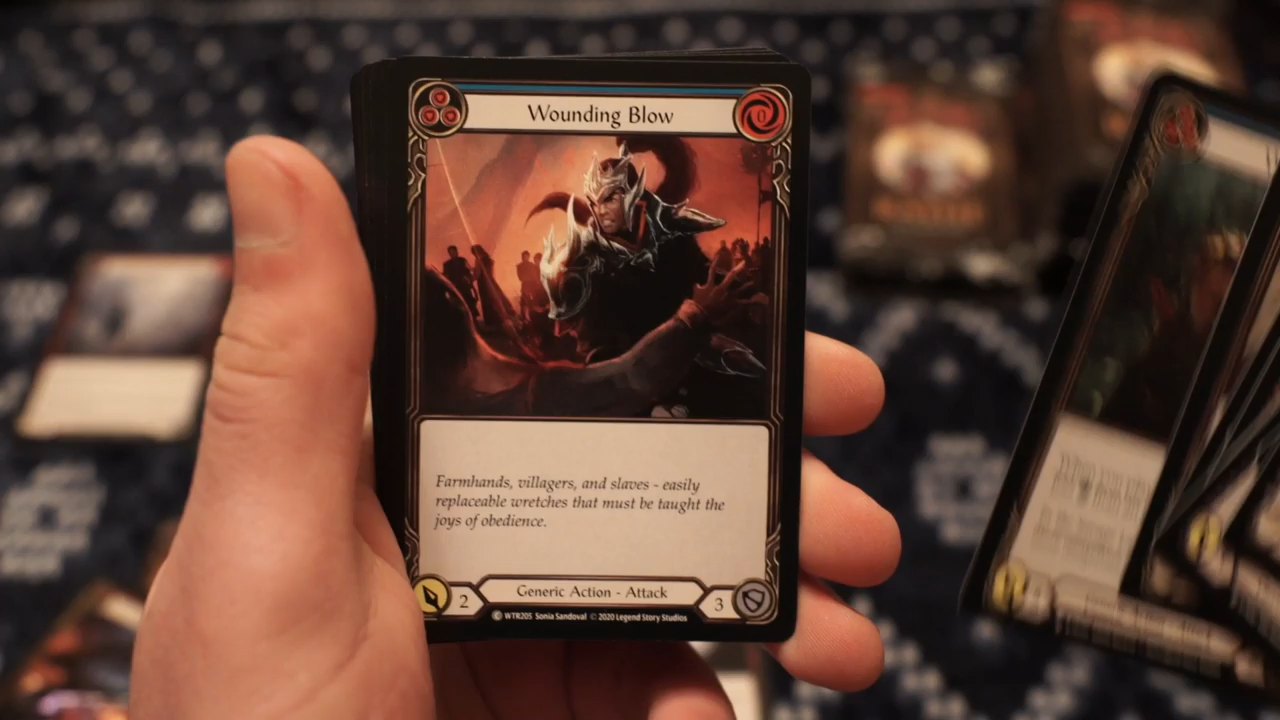 Wounding Blow
0
Farmhands, villagers, and slaves - easily
replaceable wretches that must be taught the
joys of obedience.
2
Generic Action - Attack
3
C WTR205 Sonia Sandoval © 2020 Legend Story Studios